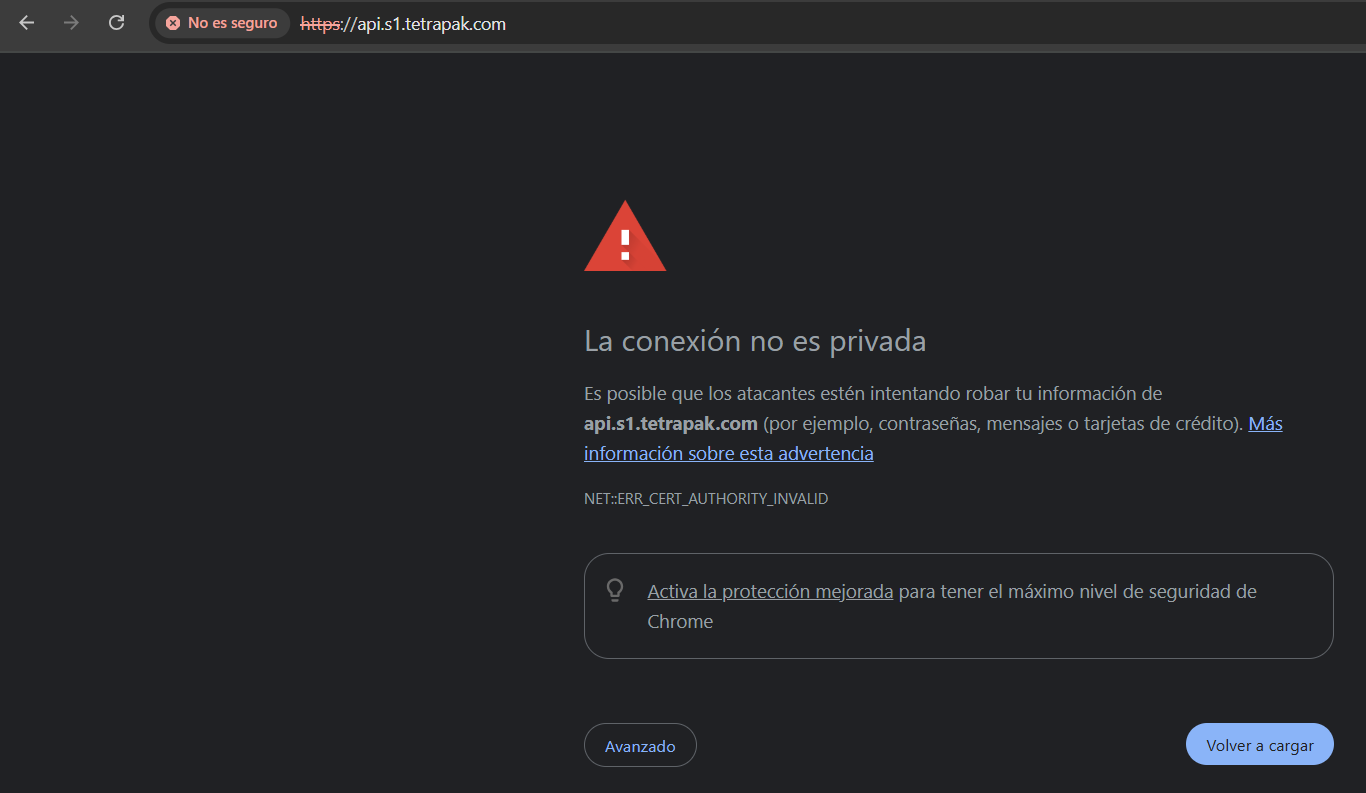 No es seguro https://api.s1.tetrapak.com
La conexión no es privada
Es posible que los atacantes estén intentando robar tu información de
api.s1.tetrapak.com (por ejemplo, contraseñas, mensajes o tarjetas de crédito). Más
información sobre esta advertencia
NET::ERR_CERT_AUTHORITY_INVALID
Activa la protección mejorada para tener el máximo nivel de seguridad de
Chrome
Avanzado Volver a cargar